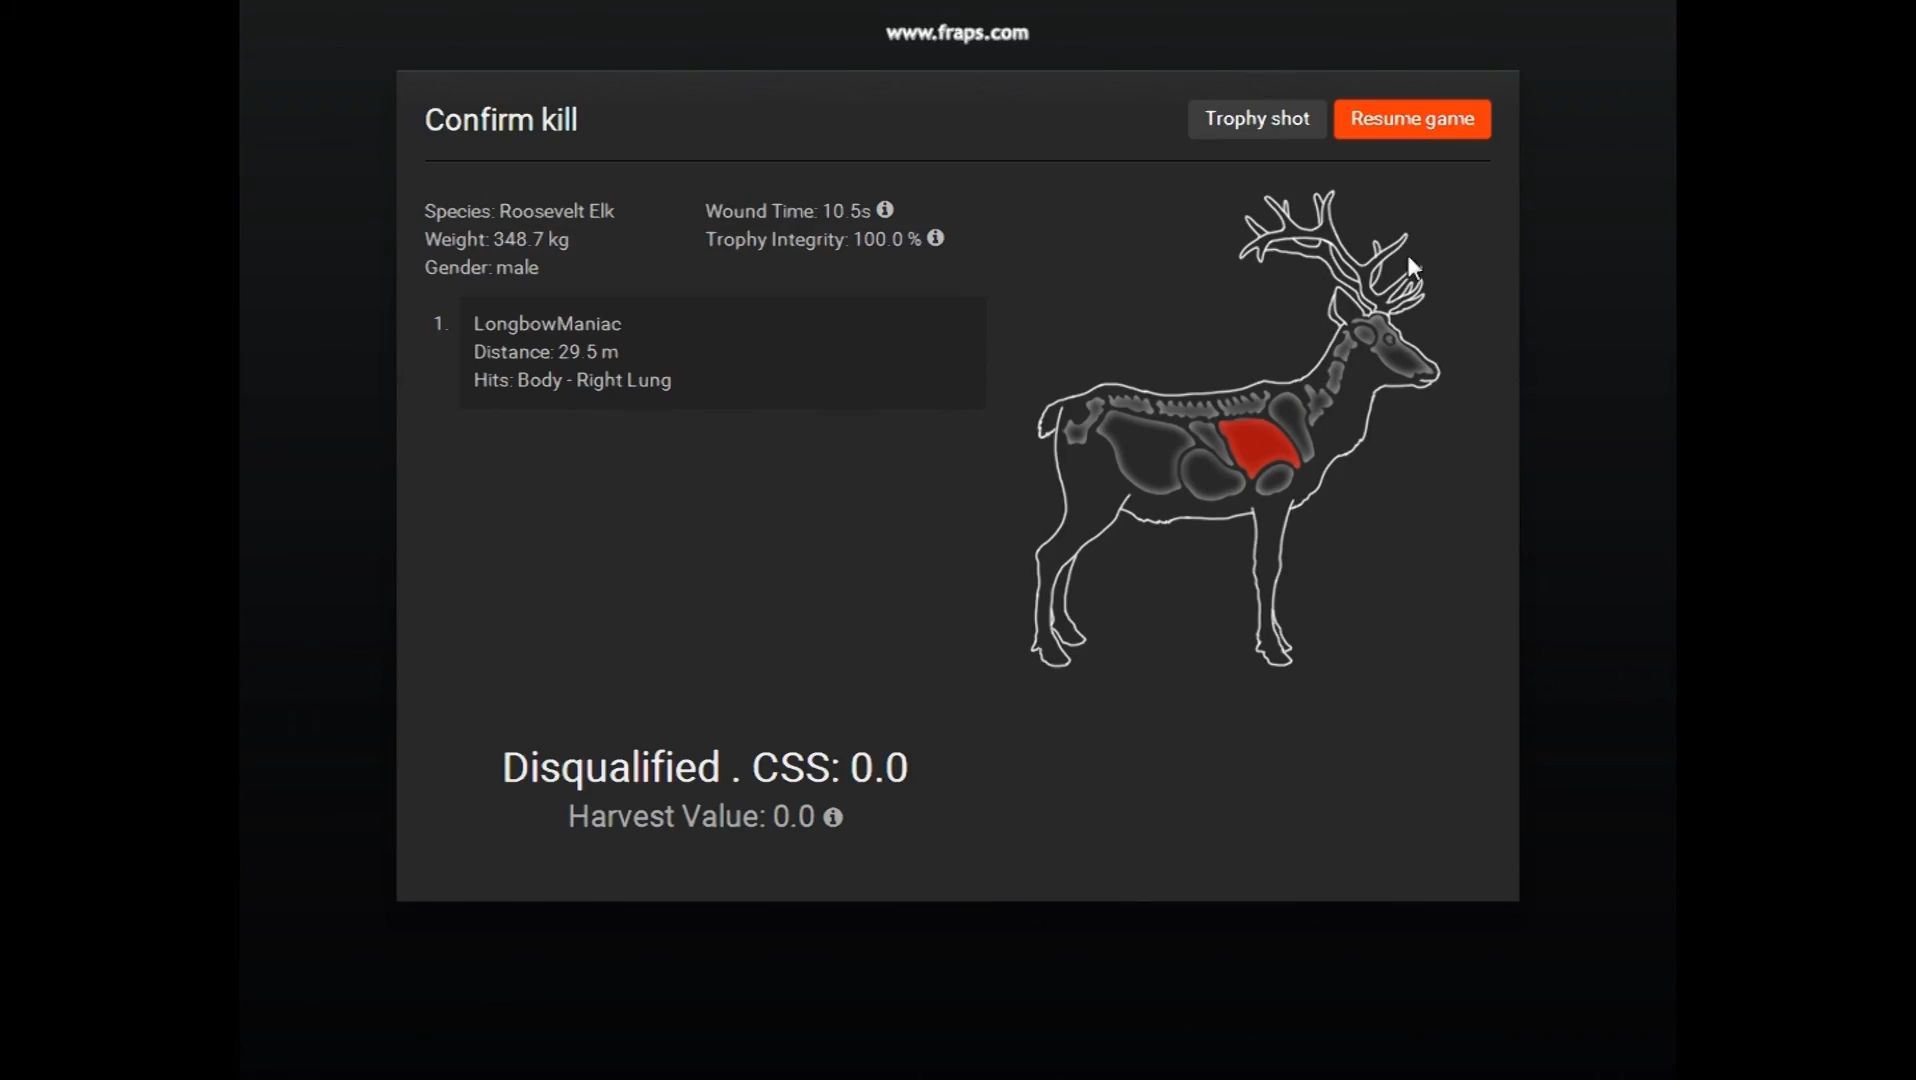 www.fraps.com
Confirm kill
Trophy shot
Resume game
Species: Roosevelt Elk
Weight: 348.7 kg
Gender: male
Wound Time: 10.5s
Trophy Integrity: 100.0 %
1.
LongbowManiac
Distance: 29.5 m
Hits: Body - Right Lung
Disqualified . CSS: 0.0
Harvest Value: 0.0